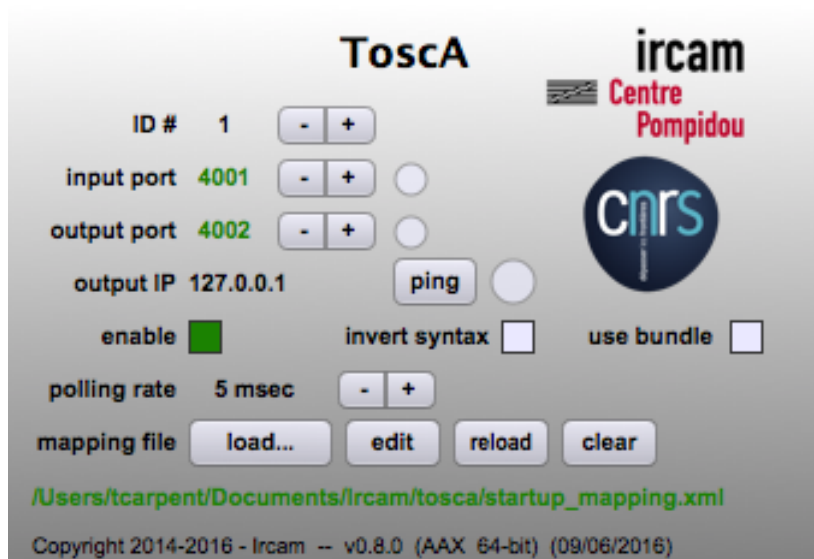 ToscA
ircam
Centre
Pompidou
ID # 1 - +
input port 4001 - +
output port 4002 - +
cnrs
output IP 127.0.0.1 ping
enable invert syntax use bundle
polling rate 5 msec - +
mapping file load... edit reload clear
/Users/tcarpent/Documents/Ircam/tosca/startup_mapping.xml
Copyright 2014-2016 - Ircam -- v0.8.0 (AAX 64-bit) (09/06/2016)